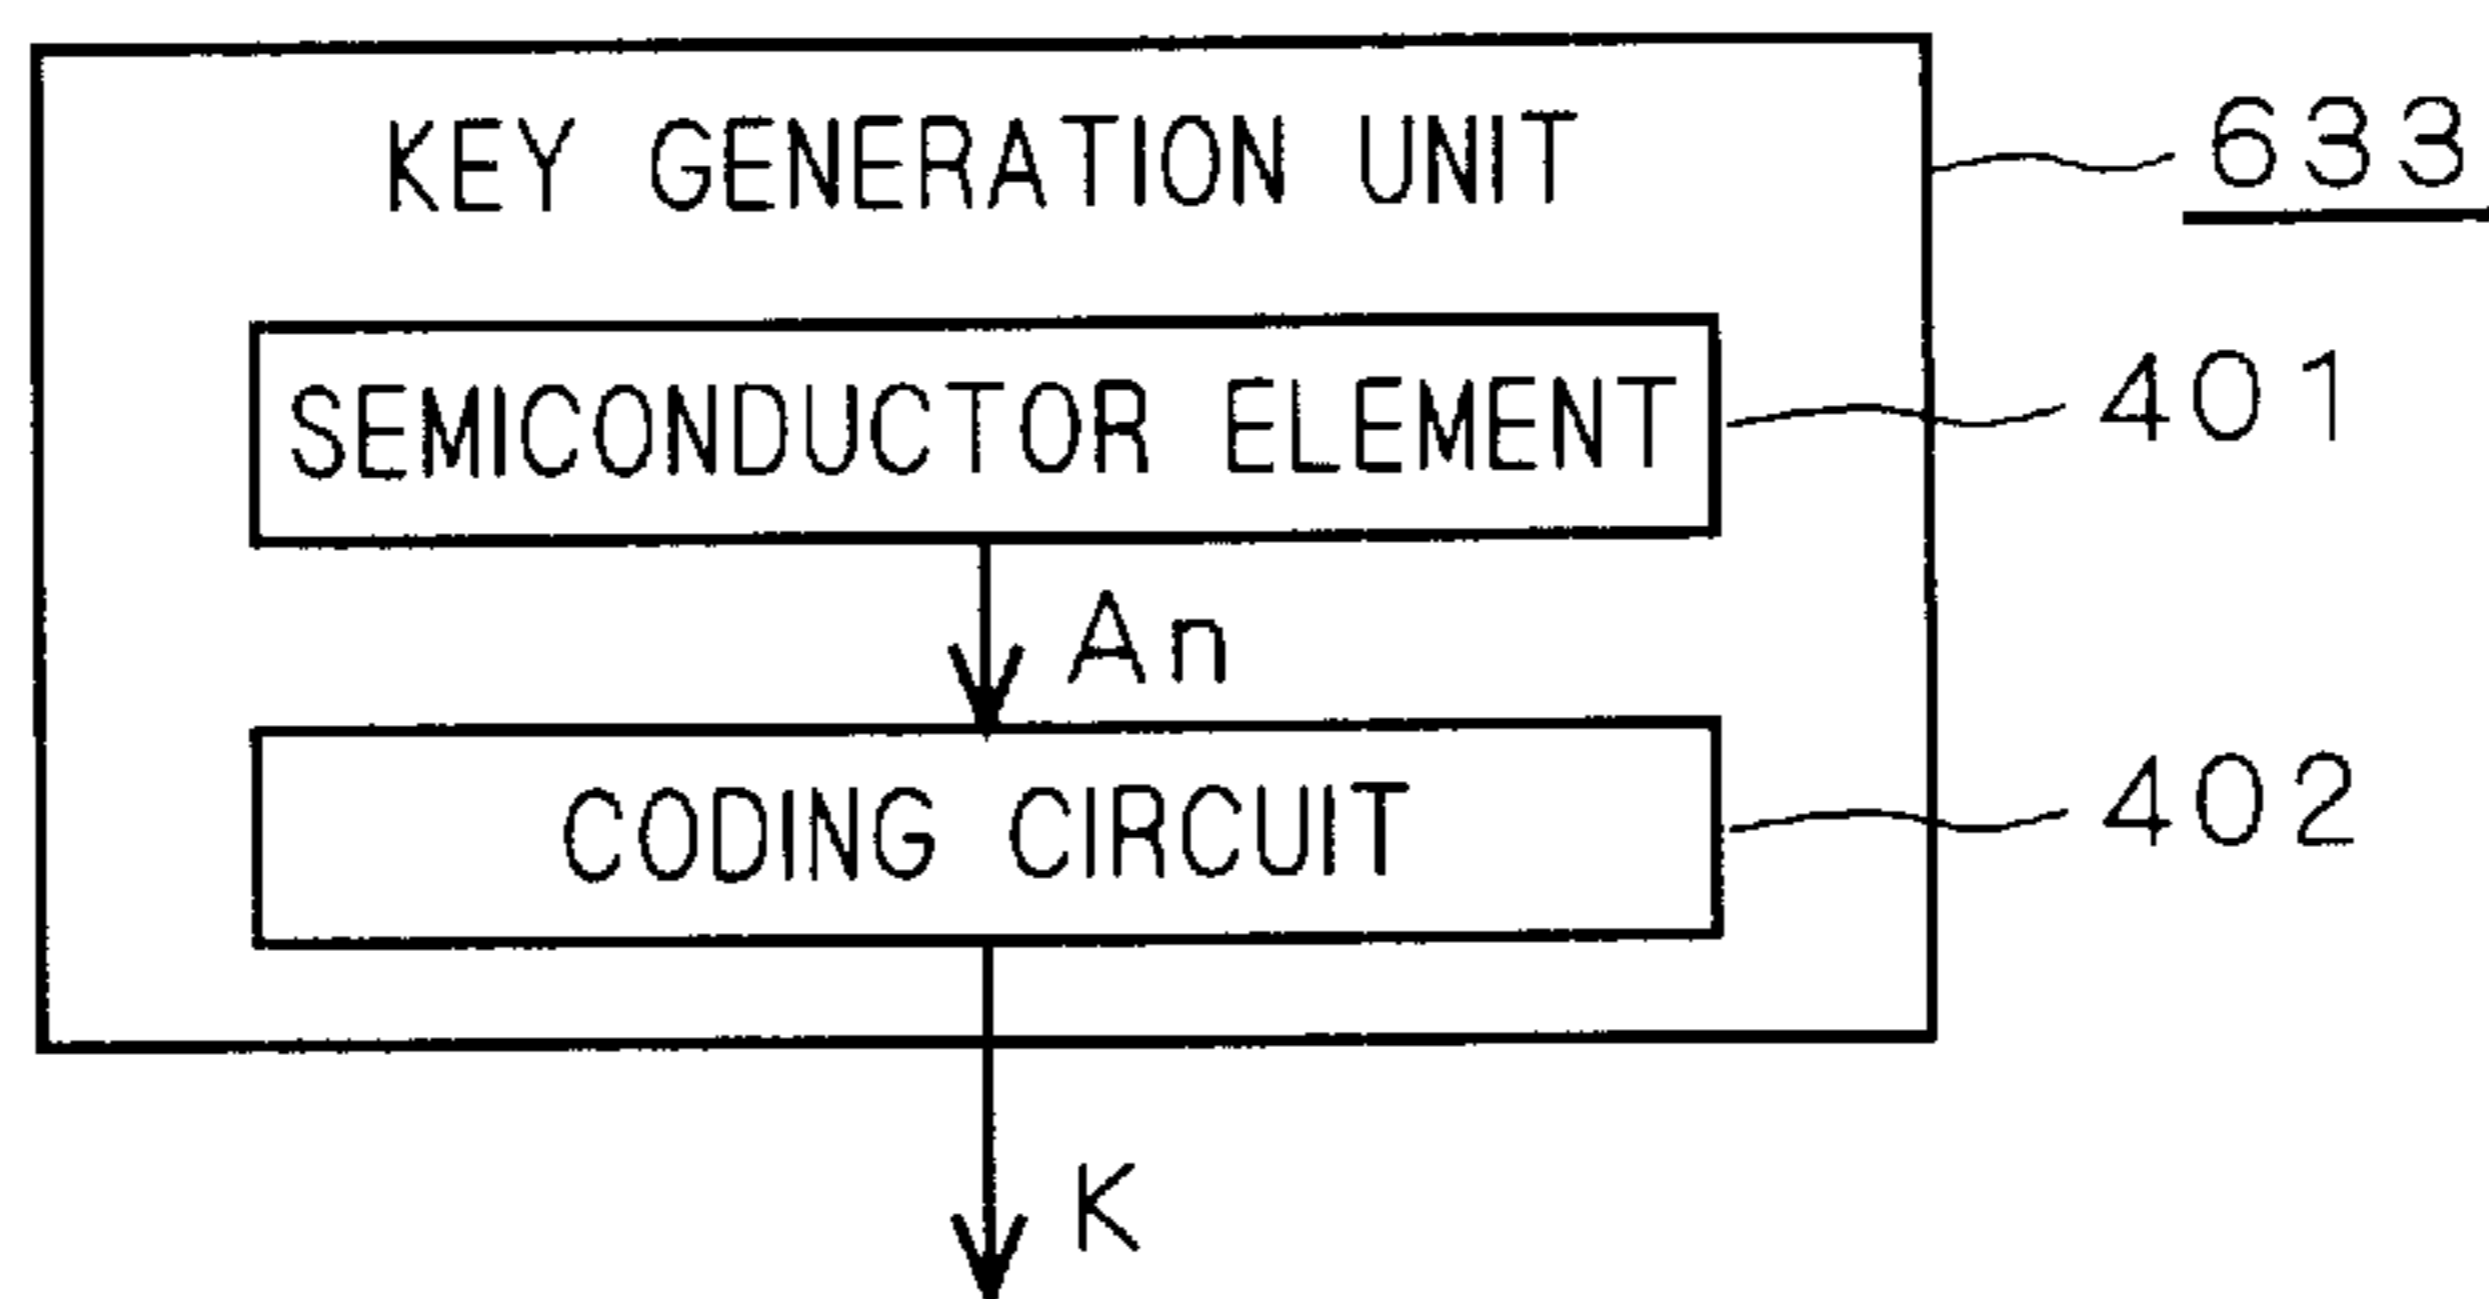 KEY GENERATION UNIT
633
SEMICONDUCTOR ELEMENT
401
An
CODING CIRCUIT
402
K